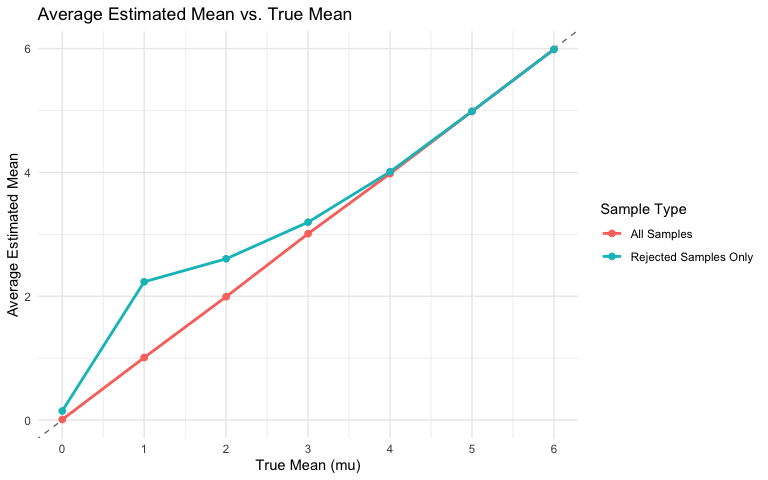 Average Estimated Mean vs. True Mean
6
4
2
0
Average Estimated Mean
0 1 2 3 4 5 6
True Mean (mu)
Sample Type
All Samples
Rejected Samples Only